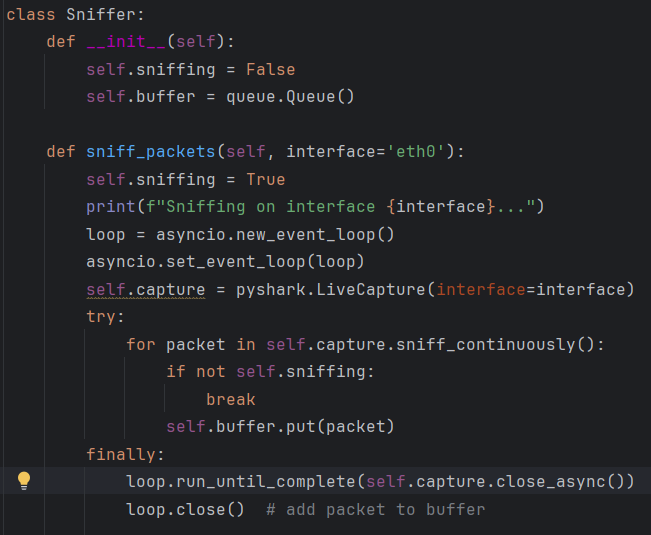 class Sniffer:
    def __init__(self):
        self.sniffing = False
        self.buffer = queue.Queue()

    def sniff_packets(self, interface='eth0'):
        self.sniffing = True
        print(f"Sniffing on interface {interface}...")
        loop = asyncio.new_event_loop()
        asyncio.set_event_loop(loop)
        self.capture = pyshark.LiveCapture(interface=interface)
        try:
            for packet in self.capture.sniff_continuously():
                if not self.sniffing:
                    break
                self.buffer.put(packet)
        finally:
            loop.run_until_complete(self.capture.close_async())
            loop.close()  # add packet to buffer